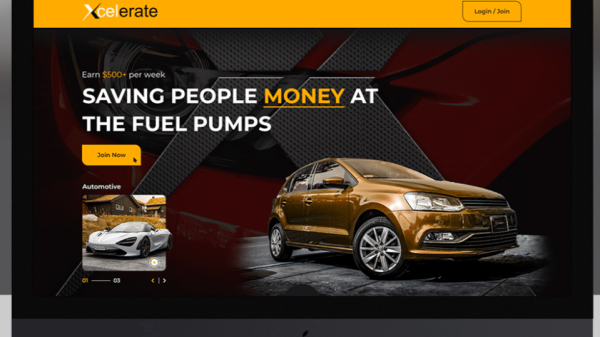 Xcelerate
Login / Join
Earn $500+ per week
SAVING PEOPLE MONEY AT
THE FUEL PUMPS
Join Now
Automotive
01
03